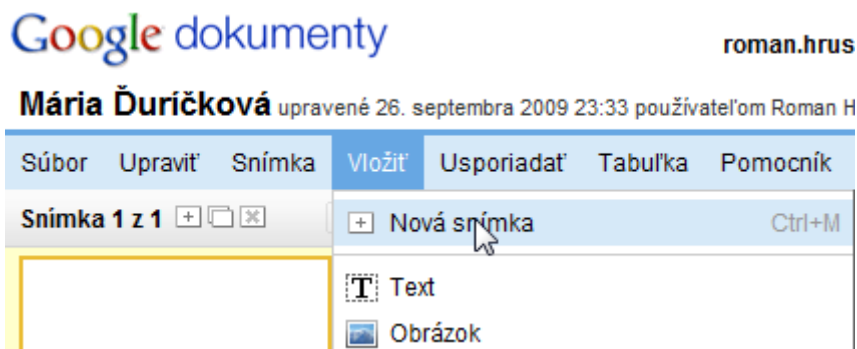 Google dokumenty
roman.hrus
Mária Ďuríčková upravené 26. septembra 2009 23:33 používateľom Roman H
Súbor Upraviť Snímka Vložiť Usporiadať Tabuľka Pomocník
Snímka 1 z 1
Nová snímka Ctrl+M
T Text
Obrázok